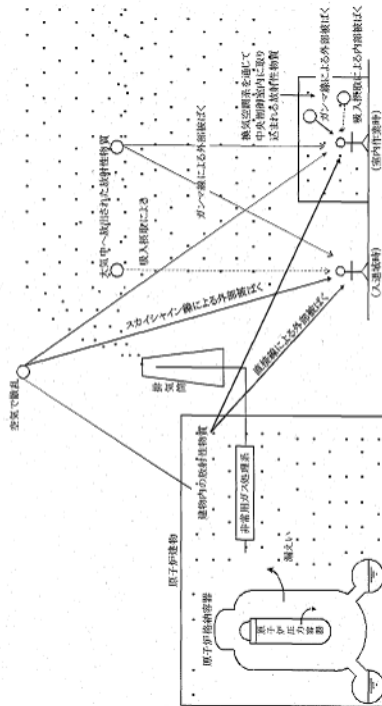 空気で散乱
原子炉建物
原子炉格納容器
原子炉圧力容器
漏えい
建物内の放射性物質
非常用ガス処理系
排気筒
スカイシャイン線による外部被ばく
直接線による外部被ばく
大気中へ放出された放射性物質
吸入摂取による
ガンマ線による外部被ばく
換気空調系を通じて
中央制御室内に取り
込まれる放射性物質
ガンマ線による外部被ばく
吸入摂取による内部被ばく
(入退域時)
(室内作業時)